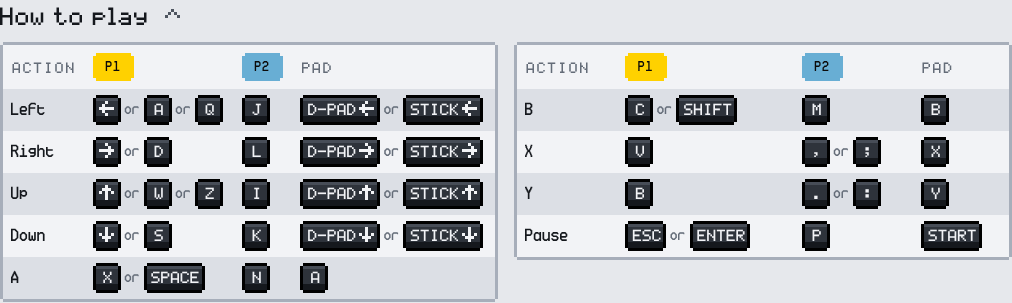 How to play ^
ACTION P1 P2 PAD
Left ← or A or Q J D-PAD← or STICK←
Right → or D L D-PAD→ or STICK→
Up ↑ or W or Z I D-PAD↑ or STICK↑
Down ↓ or S K D-PAD↓ or STICK↓
A X or SPACE N A
ACTION P1 P2 PAD
B C or SHIFT M B
X V , or ; X
Y B . or : Y
Pause ESC or ENTER P START